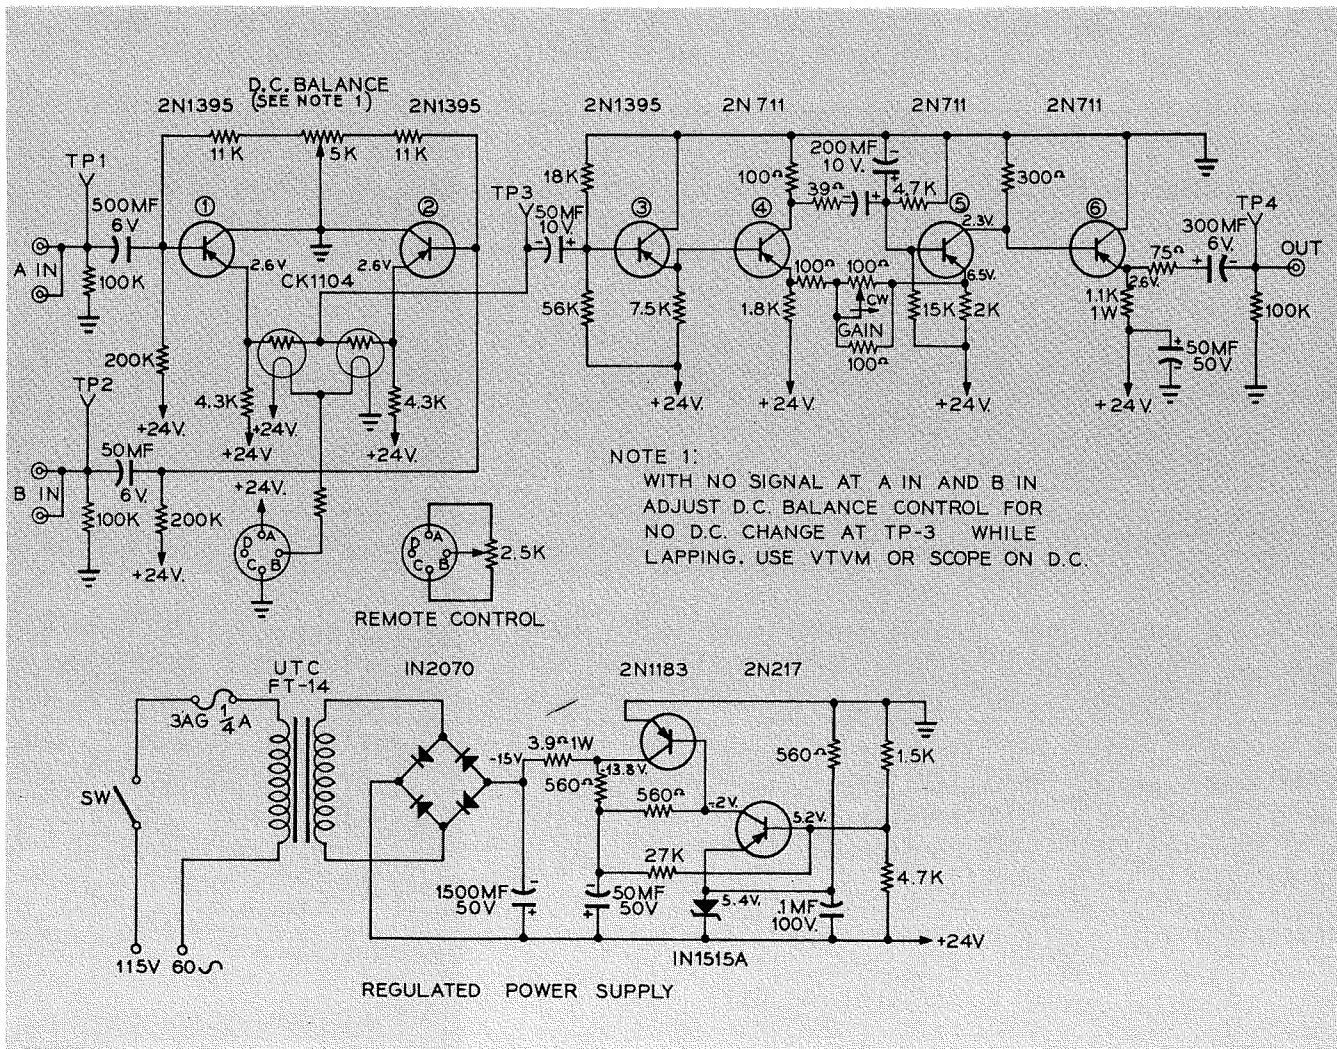 D.C. BALANCE
(SEE NOTE 1)
2N1395
2N1395
2N1395
2N711
2N711
2N711
11K
5K
11K
TP1
500MF
6V
A IN
100K
①
②
2.6V.
2.6V.
CK1104
200K
+24V.
4.3K
+24V.
+24V.
4.3K
+24V.
TP2
50MF
6V.
B IN
100K
200K
+24V.
+24V.
A
B
C
D
A
B
C
D
2.5K
REMOTE CONTROL
TP3
50MF
10V.
-
+
18K
56K
③
7.5K
+24V.
100Ω
④
39Ω
-
+
200MF
10V.
-
+
4.7K
⑤
2.3V.
6.5V.
100Ω
100Ω
CW
GAIN
100Ω
1.8K
+24V.
15K
2K
+24V.
300Ω
⑥
2.6V.
75Ω
300MF
6V.
+
-
TP4
OUT
100K
1.1K
1W
+
50MF
-
50V.
+24V.
NOTE 1:
WITH NO SIGNAL AT A IN AND B IN
ADJUST D.C. BALANCE CONTROL FOR
NO D.C. CHANGE AT TP-3 WHILE
LAPPING. USE VTVM OR SCOPE ON D.C.
UTC
FT-14
IN2070
2N1183
2N217
3AG 1/4 A
SW
115V 60∿
-15V
3.9Ω 1W
-13.8V.
560Ω
560Ω
-2V.
5.2V.
27K
560Ω
1.5K
4.7K
1500MF
50V
-
+
50MF
50V
-
+
5.4V.
.1MF
100V.
IN1515A
+24V
REGULATED POWER SUPPLY